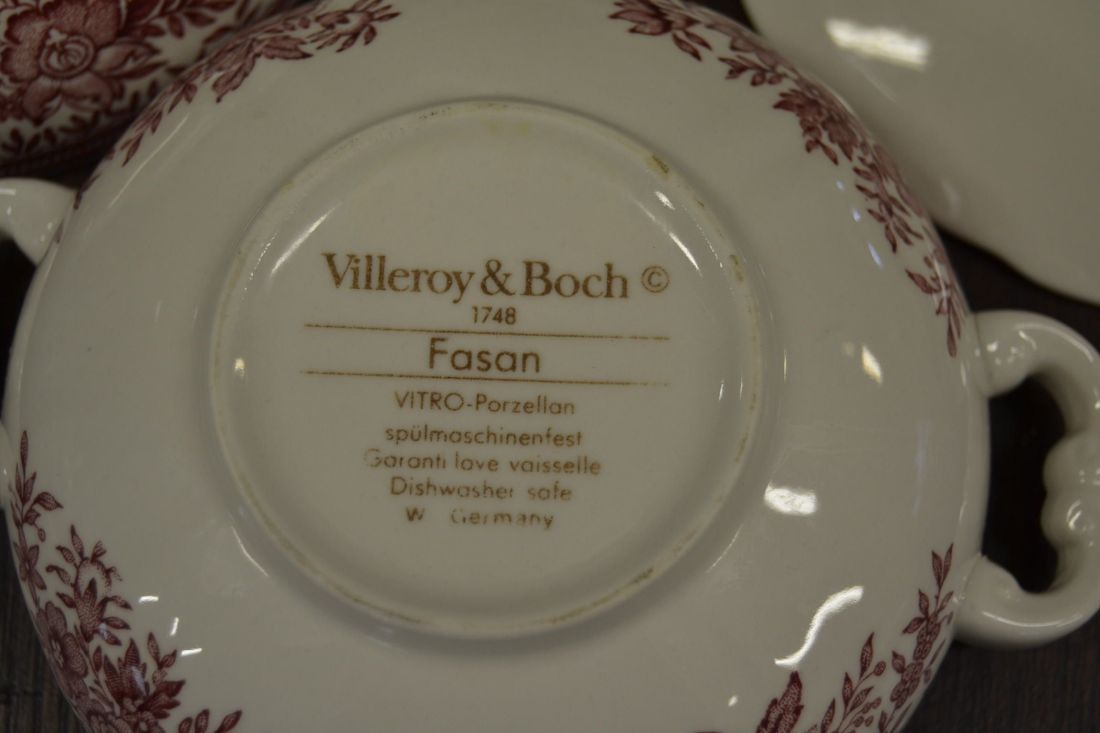 Villeroy & Boch ©
1748
Fasan
VITRO-Porzellan
spülmaschinenfest
Garanti lave vaisselle
Dishwasher safe
W Germany